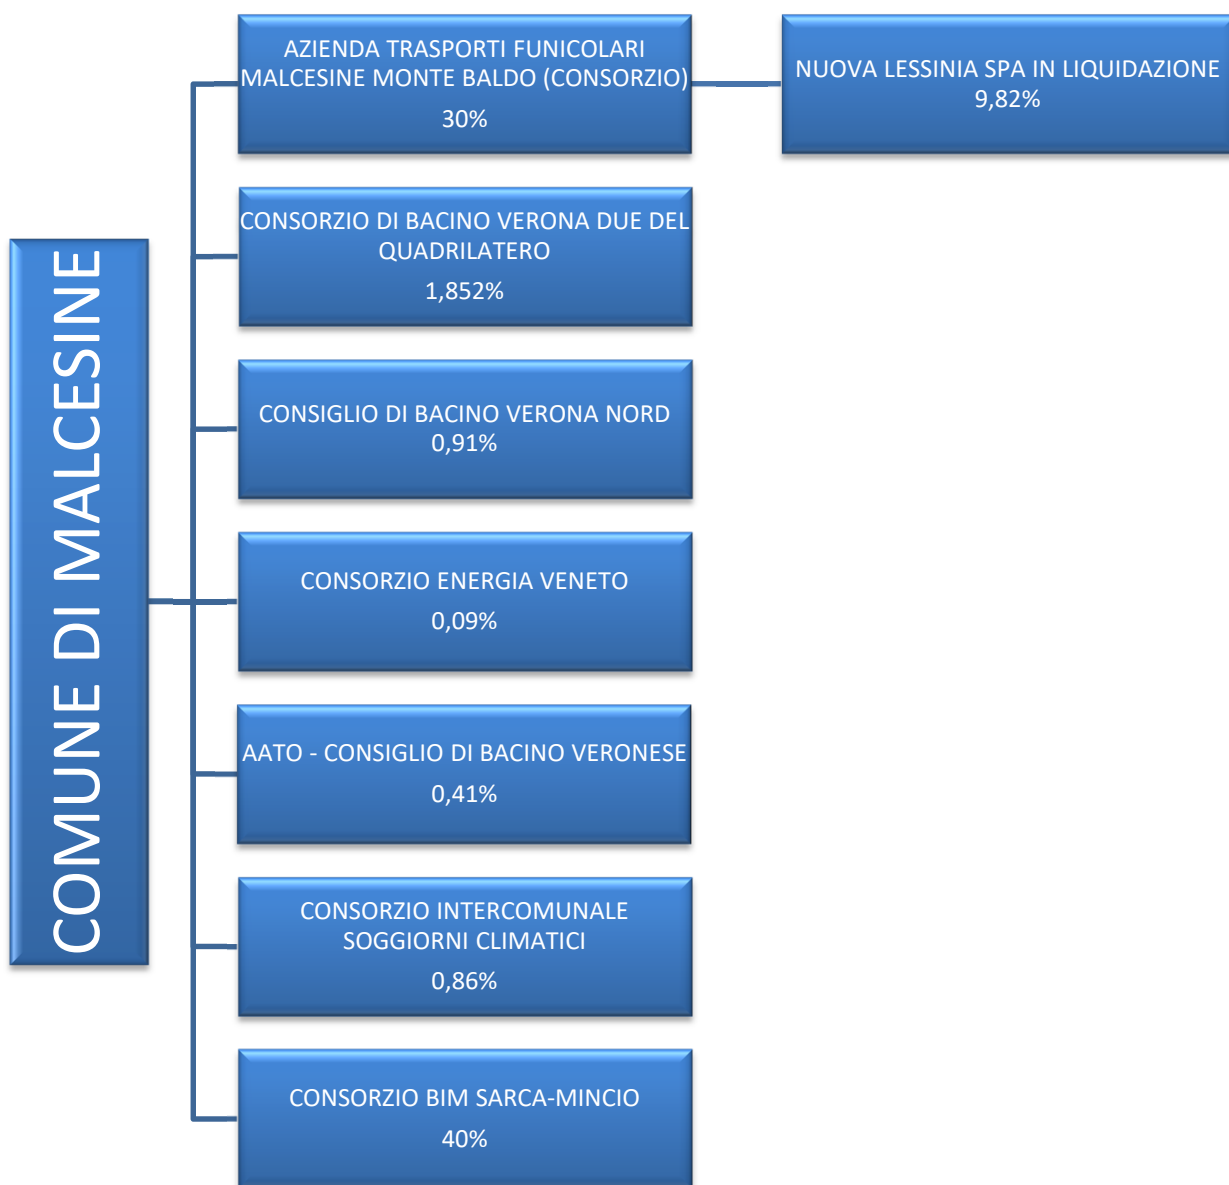 COMUNE DI MALCESINE
AZIENDA TRASPORTI FUNICOLARI
MALCESINE MONTE BALDO (CONSORZIO)
30%
NUOVA LESSINIA SPA IN LIQUIDAZIONE
9,82%
CONSORZIO DI BACINO VERONA DUE DEL
QUADRILATERO
1,852%
CONSIGLIO DI BACINO VERONA NORD
0,91%
CONSORZIO ENERGIA VENETO
0,09%
AATO - CONSIGLIO DI BACINO VERONESE
0,41%
CONSORZIO INTERCOMUNALE
SOGGIORNI CLIMATICI
0,86%
CONSORZIO BIM SARCA-MINCIO
40%